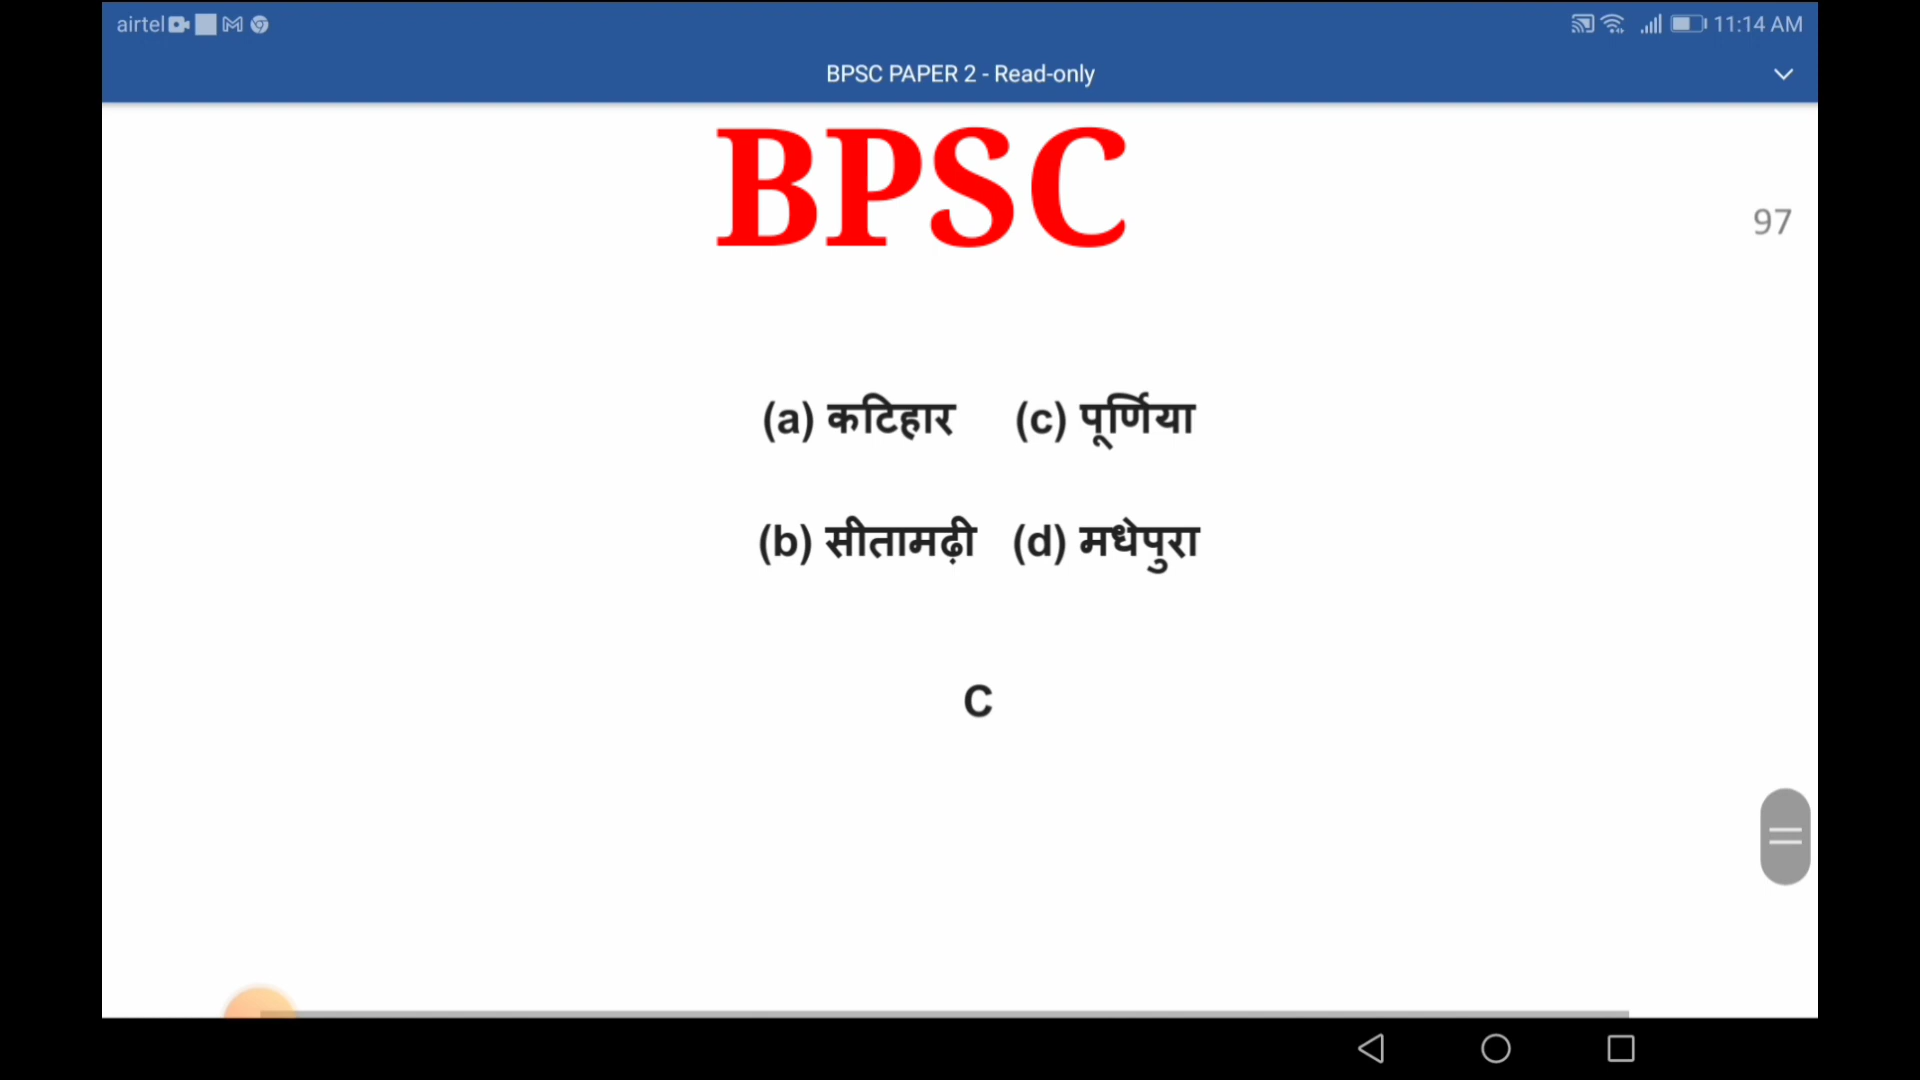 airtel 11:14 AM
BPSC PAPER 2 - Read-only
BPSC
97
(a) कटिहार (c) पूर्णिया
(b) सीतामढ़ी (d) मधेपुरा
C